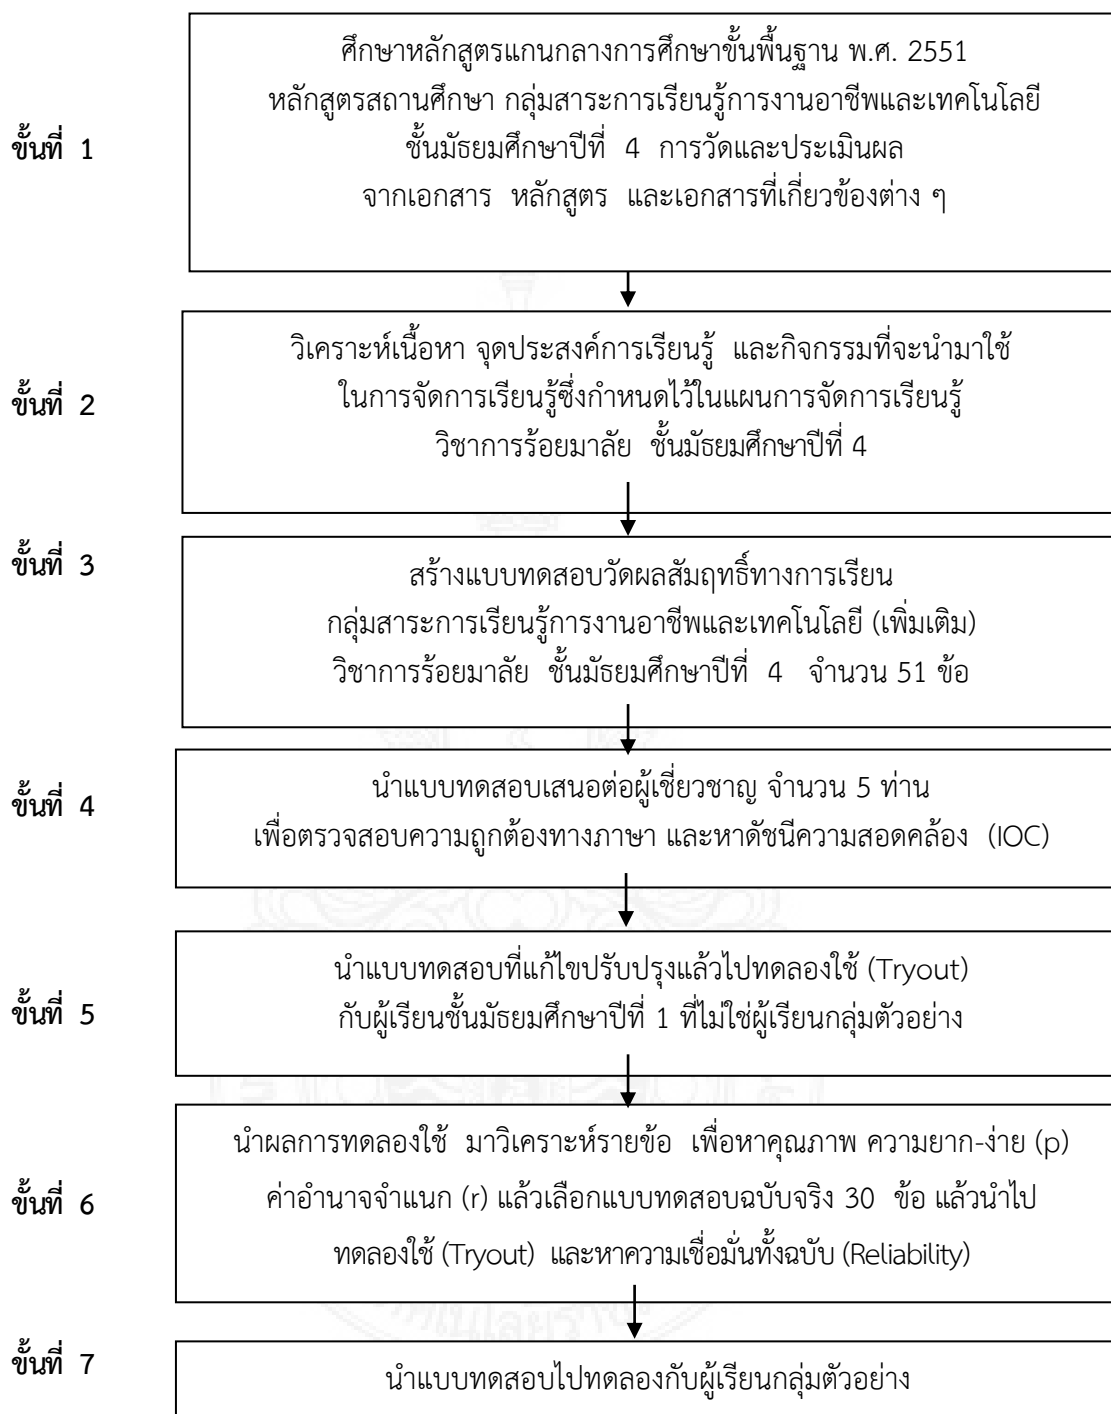 ขั้นที่ 1
ศึกษาหลักสูตรแกนกลางการศึกษาขั้นพื้นฐาน พ.ศ. 2551
หลักสูตรสถานศึกษา กลุ่มสาระการเรียนรู้การงานอาชีพและเทคโนโลยี
ชั้นมัธยมศึกษาปีที่ 4 การวัดและประเมินผล
จากเอกสาร หลักสูตร และเอกสารที่เกี่ยวข้องต่าง ๆ
ขั้นที่ 2
วิเคราะห์เนื้อหา จุดประสงค์การเรียนรู้ และกิจกรรมที่จะนำมาใช้
ในการจัดการเรียนรู้ซึ่งกำหนดไว้ในแผนการจัดการเรียนรู้
วิชาการร้อยมาลัย ชั้นมัธยมศึกษาปีที่ 4
ขั้นที่ 3
สร้างแบบทดสอบวัดผลสัมฤทธิ์ทางการเรียน
กลุ่มสาระการเรียนรู้การงานอาชีพและเทคโนโลยี (เพิ่มเติม)
วิชาการร้อยมาลัย ชั้นมัธยมศึกษาปีที่ 4 จำนวน 51 ข้อ
ขั้นที่ 4
นำแบบทดสอบเสนอต่อผู้เชี่ยวชาญ จำนวน 5 ท่าน
เพื่อตรวจสอบความถูกต้องทางภาษา และหาดัชนีความสอดคล้อง (IOC)
ขั้นที่ 5
นำแบบทดสอบที่แก้ไขปรับปรุงแล้วไปทดลองใช้ (Tryout)
กับผู้เรียนชั้นมัธยมศึกษาปีที่ 1 ที่ไม่ใช่ผู้เรียนกลุ่มตัวอย่าง
ขั้นที่ 6
นำผลการทดลองใช้ มาวิเคราะห์รายข้อ เพื่อหาคุณภาพ ความยาก-ง่าย (p)
ค่าอำนาจจำแนก (r) แล้วเลือกแบบทดสอบฉบับจริง 30 ข้อ แล้วนำไป
ทดลองใช้ (Tryout) และหาความเชื่อมั่นทั้งฉบับ (Reliability)
ขั้นที่ 7
นำแบบทดสอบไปทดลองกับผู้เรียนกลุ่มตัวอย่าง